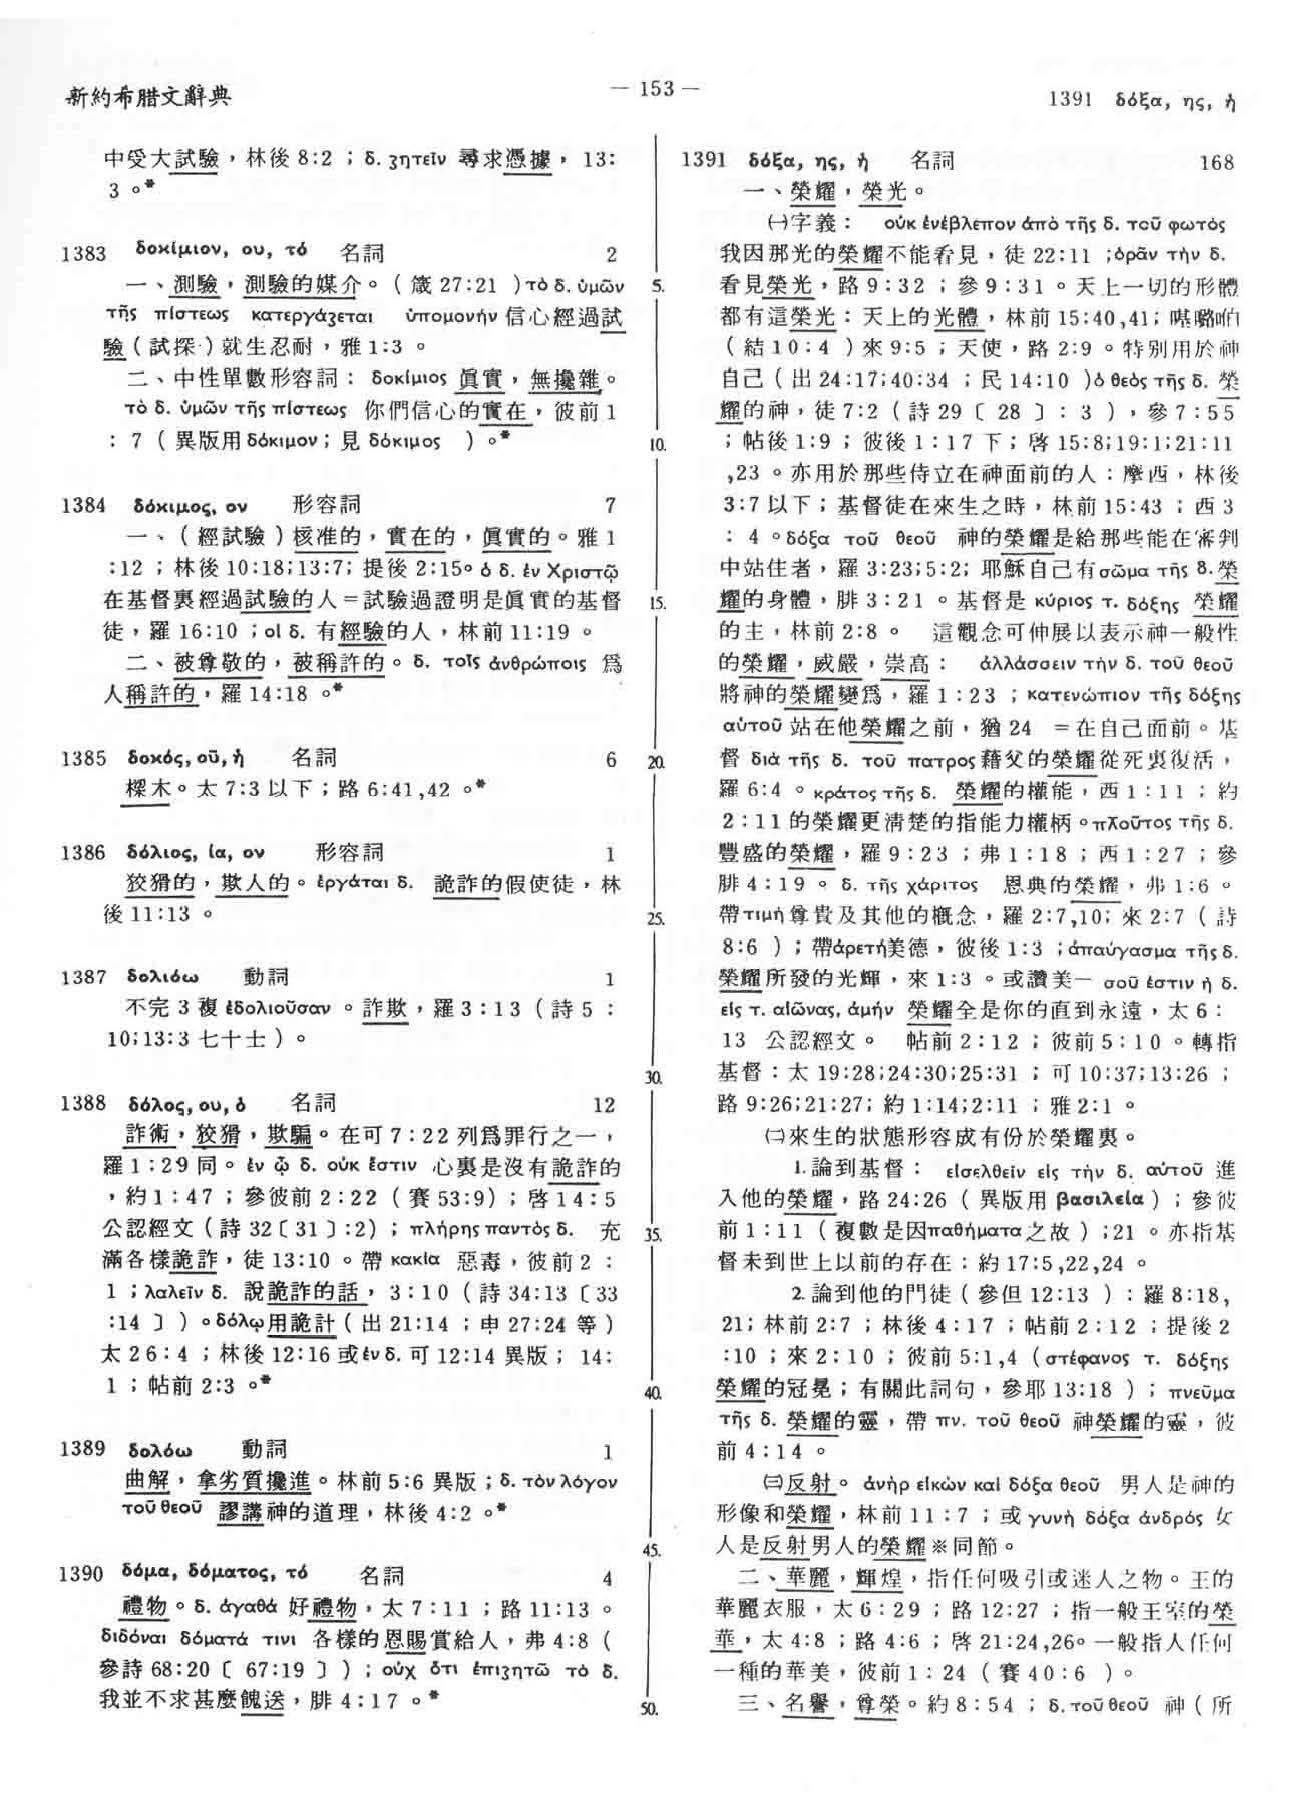 新約希腊文辭典
— 153 —
1391 δόξα, ης, ἡ
中受大試驗，林後 8:2 ；δ. ʒητεῖν 尋求憑據，13:
3 。*
1383 δοκίμιον, ου, τό 名詞 2
一、測驗，測驗的媒介。（箴 27:21 ）τὸ δ. ὑμῶν
τῆς πίστεως κατεργάʒεται ὑπομονήν 信心經過試
驗（試探）就生忍耐，雅 1:3 。
二、中性單數形容詞：δοκίμιος 眞實，無攙雜。
τὸ δ. ὑμῶν τῆς πίστεως 你們信心的實在，彼前 1
: 7 （異版用 δόκιμον；見 δόκιμος ）。*
1384 δόκιμος, ον 形容詞 7
一、（經試驗）核准的，實在的，眞實的。雅 1
:12 ；林後 10:18;13:7; 提後 2:15。ὁ δ. ἐν Χριστῷ
在基督裏經過試驗的人＝試驗過證明是眞實的基督
徒，羅 16:10 ；οἱ δ. 有經驗的人，林前 11:19 。
二、被尊敬的，被稱許的。δ. τοῖς ἀνθρώποις 爲
人稱許的，羅 14:18 。*
1385 δοκός, οῦ, ἡ 名詞 6
樑木。太 7:3 以下；路 6:41,42 。*
1386 δόλιος, ία, ον 形容詞 1
狡猾的，欺人的。ἐργάται δ. 詭詐的假使徒，林
後 11:13 。
1387 δολιόω 動詞 1
不完 3 複 ἐδολιοῦσαν 。詐欺，羅 3:13（詩 5 :
10;13:3 七十士）。
1388 δόλος, ου, ὁ 名詞 12
詐術，狡猾，欺騙。在可 7:22 列爲罪行之一，
羅 1:29 同。ἐν ᾧ δ. οὐκ ἔστιν 心裏是沒有詭詐的
，約 1:47 ；參彼前 2:22（賽 53:9）；啓 14:5
公認經文（詩 32〔31〕:2）；πλήρης παντὸς δ. 充
滿各樣詭詐，徒 13:10 。帶 κακία 惡毒，彼前 2 :
1 ；λαλεῖν δ. 說詭詐的話，3:10（詩 34:13〔33
:14 〕）。δόλῳ 用詭計（出 21:14 ；申 27:24 等）
太 26:4 ；林後 12:16 或 ἐν δ. 可 12:14 異版； 14:
1 ；帖前 2:3 。*
1389 δολόω 動詞 1
曲解，拿劣質攙進。林前 5:6 異版；δ. τὸν λόγον
τοῦ θεοῦ 謬講神的道理，林後 4:2 。*
1390 δόμα, δόματος, τό 名詞 4
禮物。δ. ἀγαθά 好禮物，太 7:11 ；路 11:13 。
διδόναι δόματά τινι 各樣的恩賜賞給人，弗 4:8（
參詩 68:20〔 67:19 〕）；οὐχ ὅτι ἐπιʒητῶ τὸ δ.
我並不求甚麼餽送，腓 4:17 。*
5.
10.
15.
20.
25.
30.
35.
40.
45.
50.
1391 δόξα, ης, ἡ 名詞 168
一、榮耀，榮光。
㈠字義： οὐκ ἐνέβλεπον ἀπὸ τῆς δ. τοῦ φωτός
我因那光的榮耀不能看見，徒 22:11 ；ὁρᾶν τὴν δ.
看見榮光，路 9:32 ；參 9:31 。天上一切的形體
都有這榮光：天上的光體，林前 15:40,41; 𠼻𡀔咱
（結 10:4 ）來 9:5 ；天使，路 2:9 。特別用於神
自己（出 24:17;40:34 ；民 14:10 ）ὁ θεὸς τῆς δ. 榮
耀的神，徒 7:2（詩 29〔 28 〕: 3 ），參 7:55
；帖後 1:9 ；彼後 1:17 下；啓 15:8;19:1;21:11
,23 。亦用於那些侍立在神面前的人：摩西，林後
3:7 以下；基督徒在來生之時，林前 15:43 ；西 3
: 4 。δόξα τοῦ θεοῦ 神的榮耀是給那些能在審判
中站住者，羅 3:23;5:2; 耶穌自己有 σῶμα τῆς δ. 榮
耀的身體，腓 3:21 。基督是 κύριος τ. δόξης 榮耀
的主，林前 2:8 。 這觀念可伸展以表示神一般性
的榮耀，威嚴，崇高： ἀλλάσσειν τὴν δ. τοῦ θεοῦ
將神的榮耀變爲，羅 1:23 ；κατενώπιον τῆς δόξης
αὐτοῦ 站在他榮耀之前，猶 24 ＝在自己面前。基
督 διὰ τῆς δ. τοῦ πατρος 藉父的榮耀從死裏復活，
羅 6:4 。κράτος τῆς δ. 榮耀的權能，西 1:11 ；約
2:11 的榮耀更淸楚的指能力權柄。πλοῦτος τῆς δ.
豐盛的榮耀，羅 9:23 ；弗 1:18 ；西 1:27 ；參
腓 4:19 。δ. τῆς χάριτος 恩典的榮耀，弗 1:6 。
帶 τιμή 尊貴及其他的概念，羅 2:7,10; 來 2:7（詩
8:6 ）；帶 ἀρετή 美德，彼後 1:3 ；ἀπαύγασμα τῆς δ.
榮耀所發的光輝，來 1:3 。或讚美— σοῦ ἐστιν ἡ δ.
εἰς τ. αἰῶνας, ἀμήν 榮耀全是你的直到永遠，太 6 :
13 公認經文。 帖前 2:12 ；彼前 5:10 。轉指
基督：太 19:28;24:30;25:31 ；可 10:37;13:26 ；
路 9:26;21:27; 約 1:14;2:11 ；雅 2:1 。
㈡來生的狀態形容成有份於榮耀裏。
1. 論到基督： εἰσελθεῖν εἰς τὴν δ. αὐτοῦ 進
入他的榮耀，路 24:26（異版用 βασιλεία）；參彼
前 1:11（複數是因 παθήματα 之故）;21 。亦指基
督未到世上以前的存在：約 17:5,22,24 。
2. 論到他的門徒（參但 12:13 ）：羅 8:18,
21; 林前 2:7 ；林後 4:17 ；帖前 2:12 ；提後 2
:10 ；來 2:10 ；彼前 5:1,4（στέφανος τ. δόξης
榮耀的冠冕；有關此詞句，參耶 13:18 ）；πνεῦμα
τῆς δ. 榮耀的靈，帶 πν. τοῦ θεοῦ 神榮耀的靈，彼
前 4:14 。
㈢反射。ἀνὴρ εἰκὼν καὶ δόξα θεοῦ 男人是神的
形像和榮耀，林前 11:7 ；或 γυνὴ δόξα ἀνδρός 女
人是反射男人的榮耀※同節。
二、華麗，輝煌，指任何吸引或迷人之物。王的
華麗衣服，太 6:29 ；路 12:27 ；指一般王室的榮
華，太 4:8 ；路 4:6 ；啓 21:24,26。一般指人任何
一種的華美，彼前 1:24（賽 40:6 ）。
三、名譽，尊榮。約 8:54 ；δ. τοῦ θεοῦ 神（所